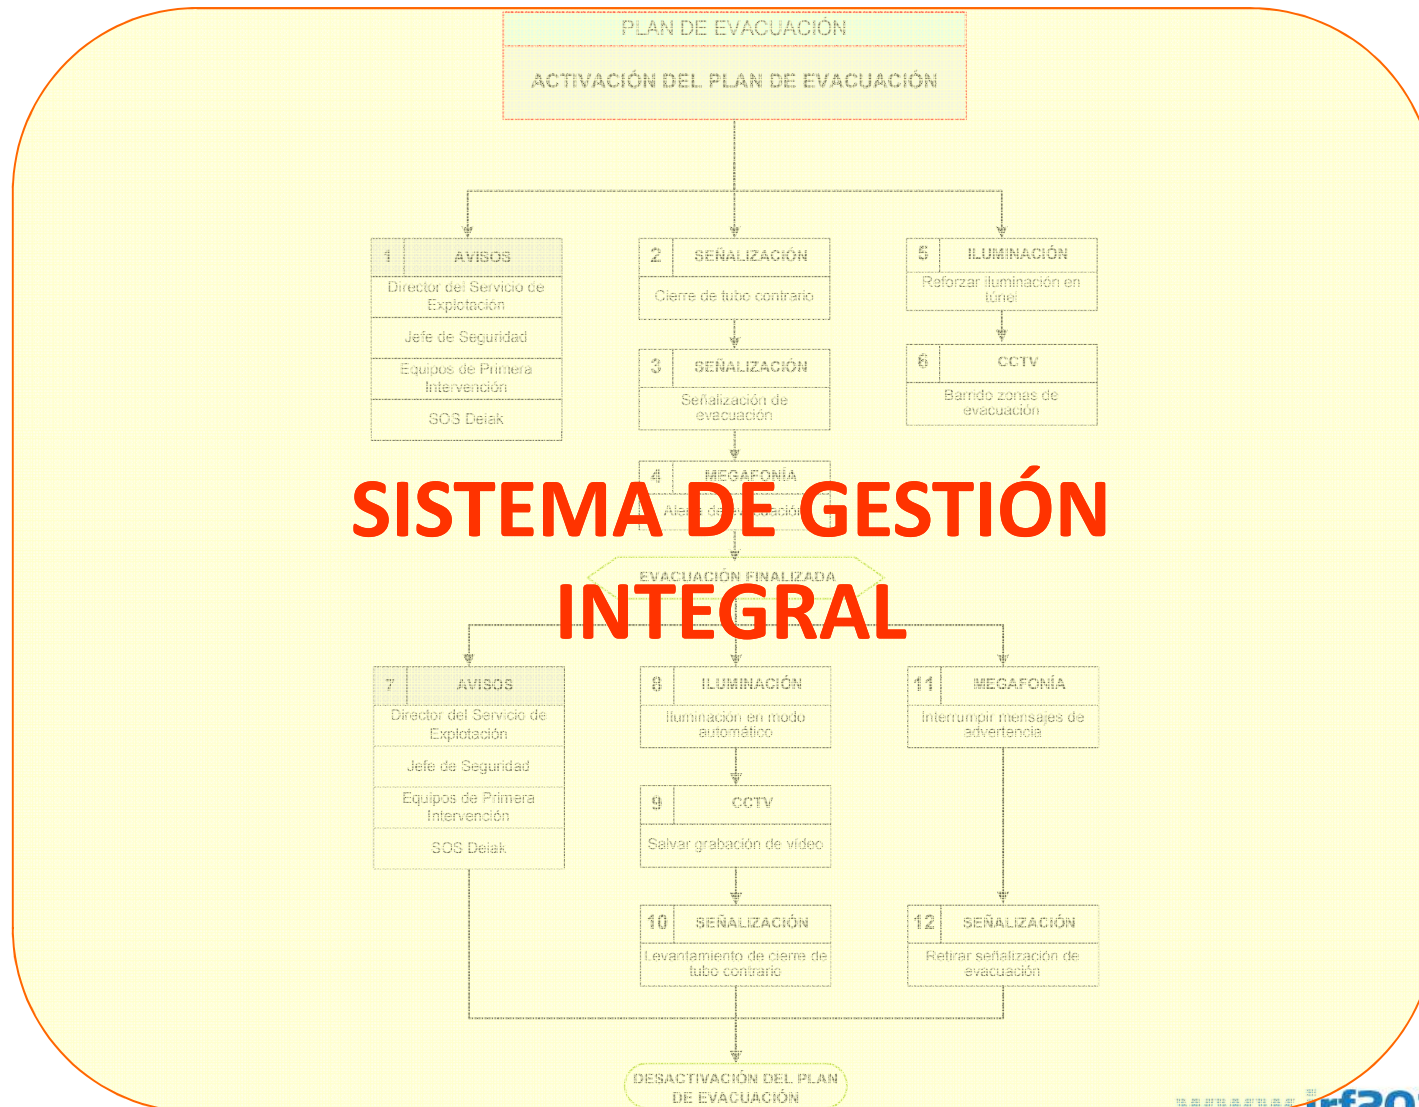 PLAN DE EVACUACIÓN
ACTIVACIÓN DEL PLAN DE EVACUACIÓN
1 AVISOS
Director del Servicio de
Explotación
Jefe de Seguridad
Equipos de Primera
Intervención
SOS Deiak
2 SEÑALIZACIÓN
Cierre de tubo contrario
3 SEÑALIZACIÓN
Señalización de
evacuación
4 MEGAFONÍA
Alerta de evacuación
5 ILUMINACIÓN
Reforzar iluminación en
túnel
6 CCTV
Barrido zonas de
evacuación
SISTEMA DE GESTIÓN
INTEGRAL
EVACUACIÓN FINALIZADA
7 AVISOS
Director del Servicio de
Explotación
Jefe de Seguridad
Equipos de Primera
Intervención
SOS Deiak
8 ILUMINACIÓN
Iluminación en modo
automático
9 CCTV
Salvar grabación de vídeo
10 SEÑALIZACIÓN
Levantamiento de cierre de
tubo contrario
11 MEGAFONÍA
Interrumpir mensajes de
advertencia
12 SEÑALIZACIÓN
Retirar señalización de
evacuación
DESACTIVACIÓN DEL PLAN
DE EVACUACIÓN